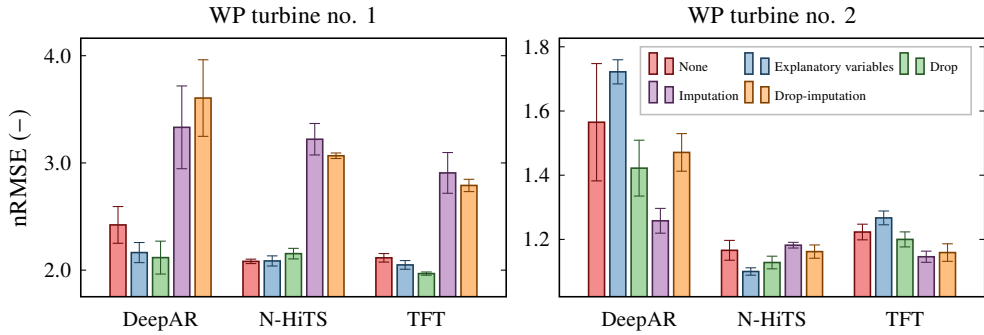 WP turbine no. 1
nRMSE (−)
4.0
3.0
2.0
DeepAR N-HiTS TFT
WP turbine no. 2
1.8
1.6
1.4
1.2
None Explanatory variables Drop
Imputation Drop-imputation
DeepAR N-HiTS TFT